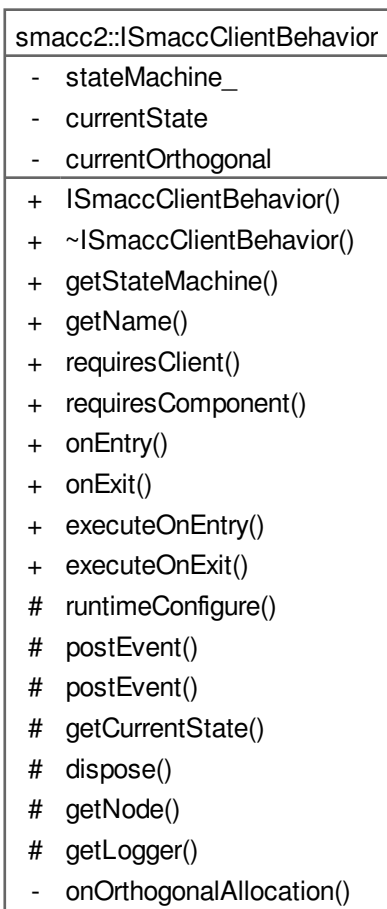 smacc2::ISmaccClientBehavior
- stateMachine_
- currentState
- currentOrthogonal
+ ISmaccClientBehavior()
+ ~ISmaccClientBehavior()
+ getStateMachine()
+ getName()
+ requiresClient()
+ requiresComponent()
+ onEntry()
+ onExit()
+ executeOnEntry()
+ executeOnExit()
# runtimeConfigure()
# postEvent()
# postEvent()
# getCurrentState()
# dispose()
# getNode()
# getLogger()
- onOrthogonalAllocation()